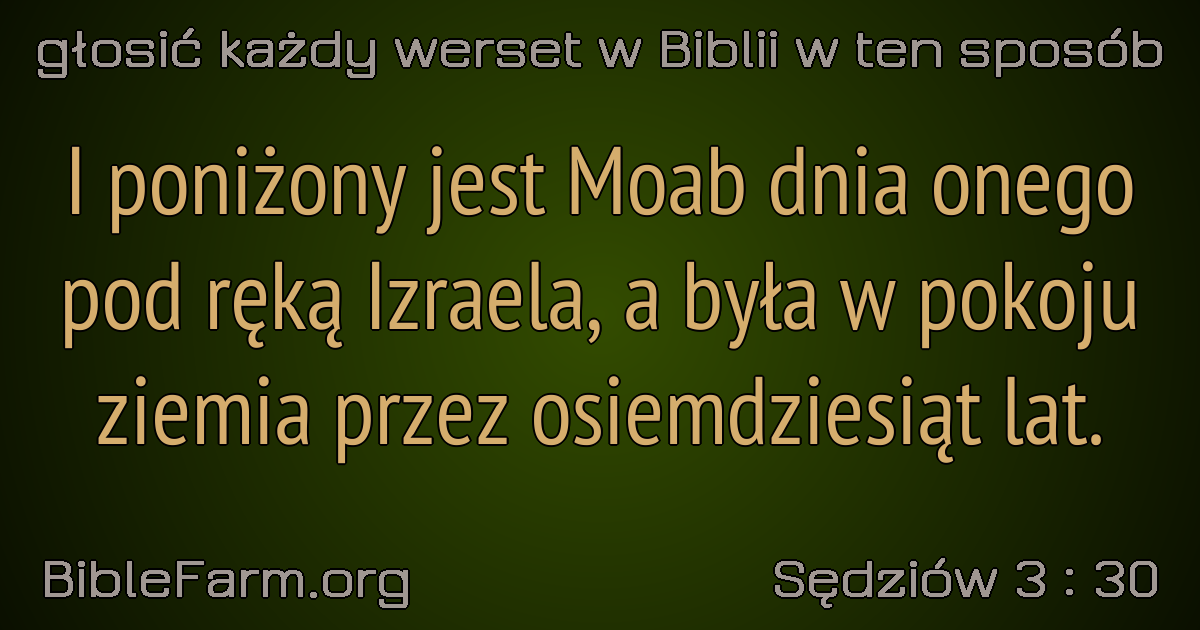 głosić każdy werset w Biblii w ten sposób
I poniżony jest Moab dnia onego
pod ręką Izraela, a była w pokoju
ziemia przez osiemdziesiąt lat.
BibleFarm.org
Sędziów 3 : 30